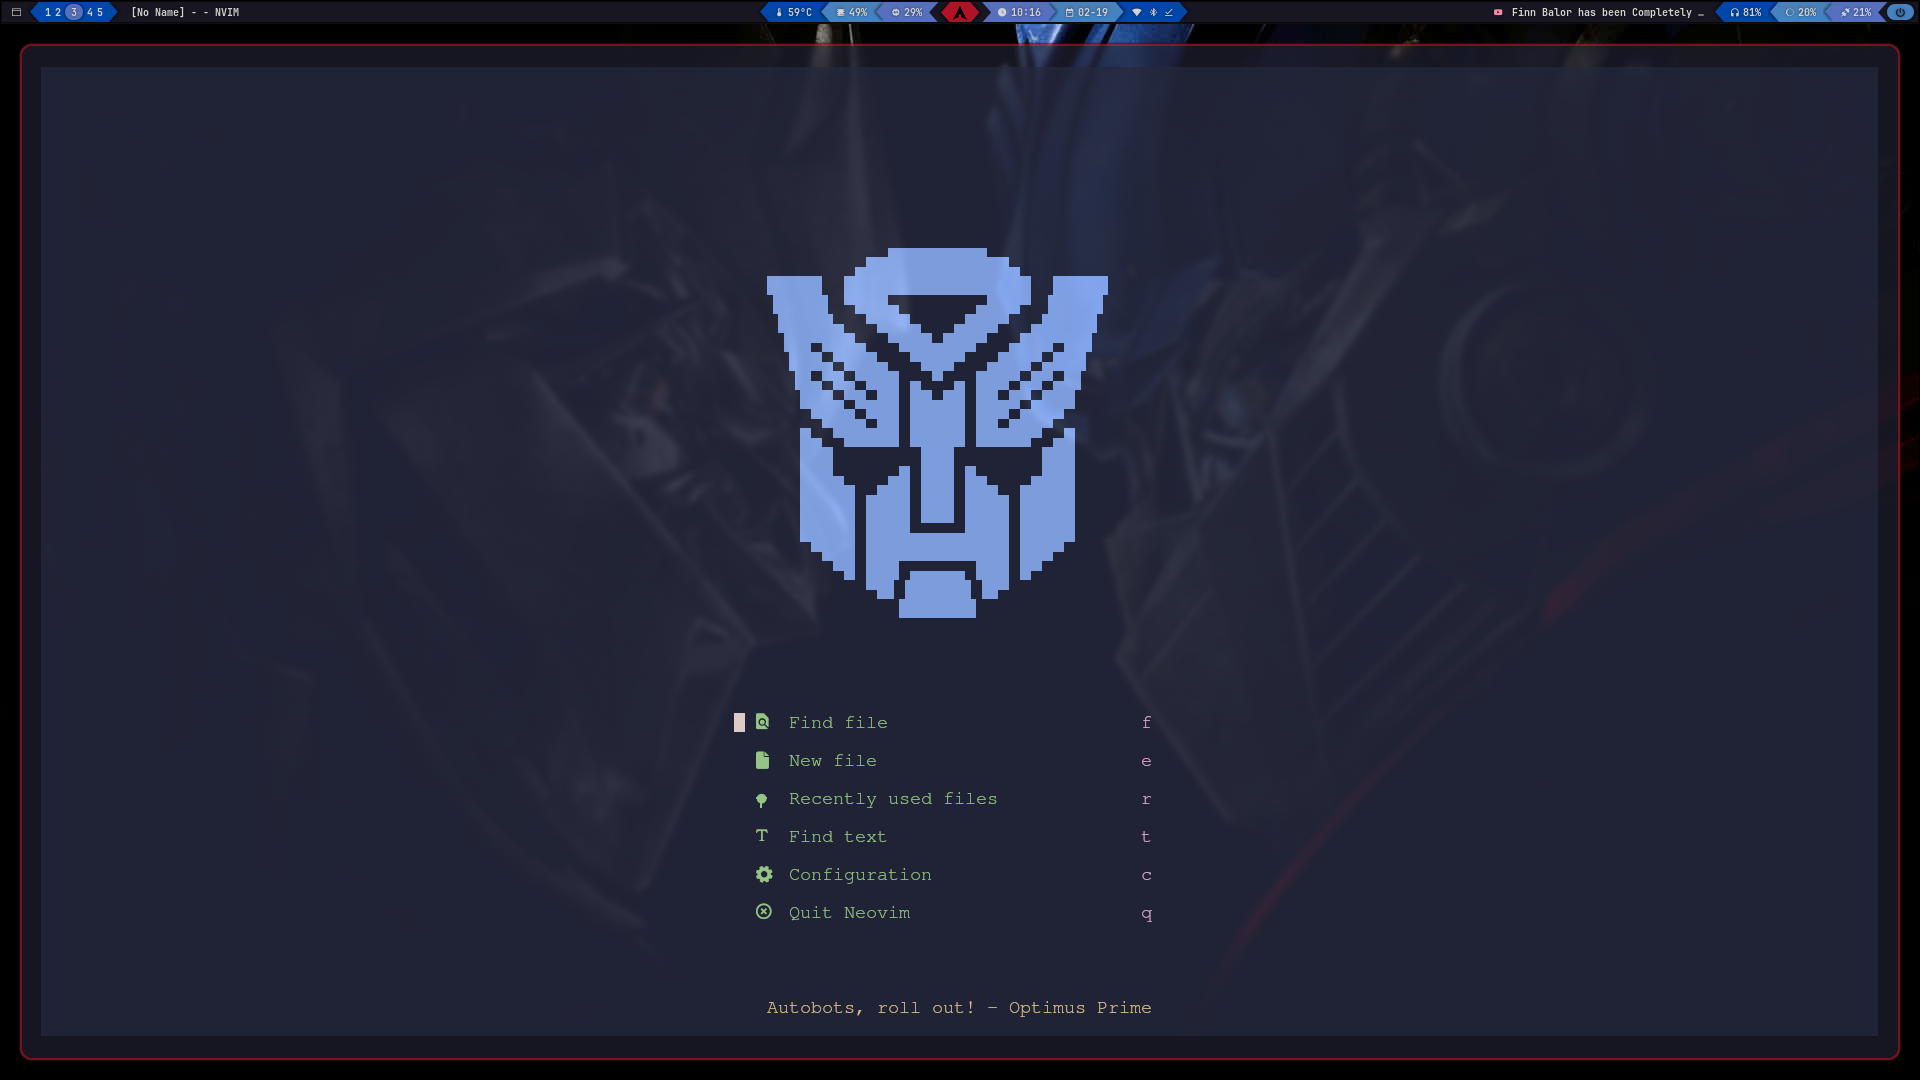 1 2 3 4 5 [No Name] - - NVIM 59°C 49% 29% 10:16 02-19 Finn Balor has been Completely … 81% 20% 21%
Find file f
New file e
Recently used files r
Find text t
Configuration c
Quit Neovim q
Autobots, roll out! - Optimus Prime